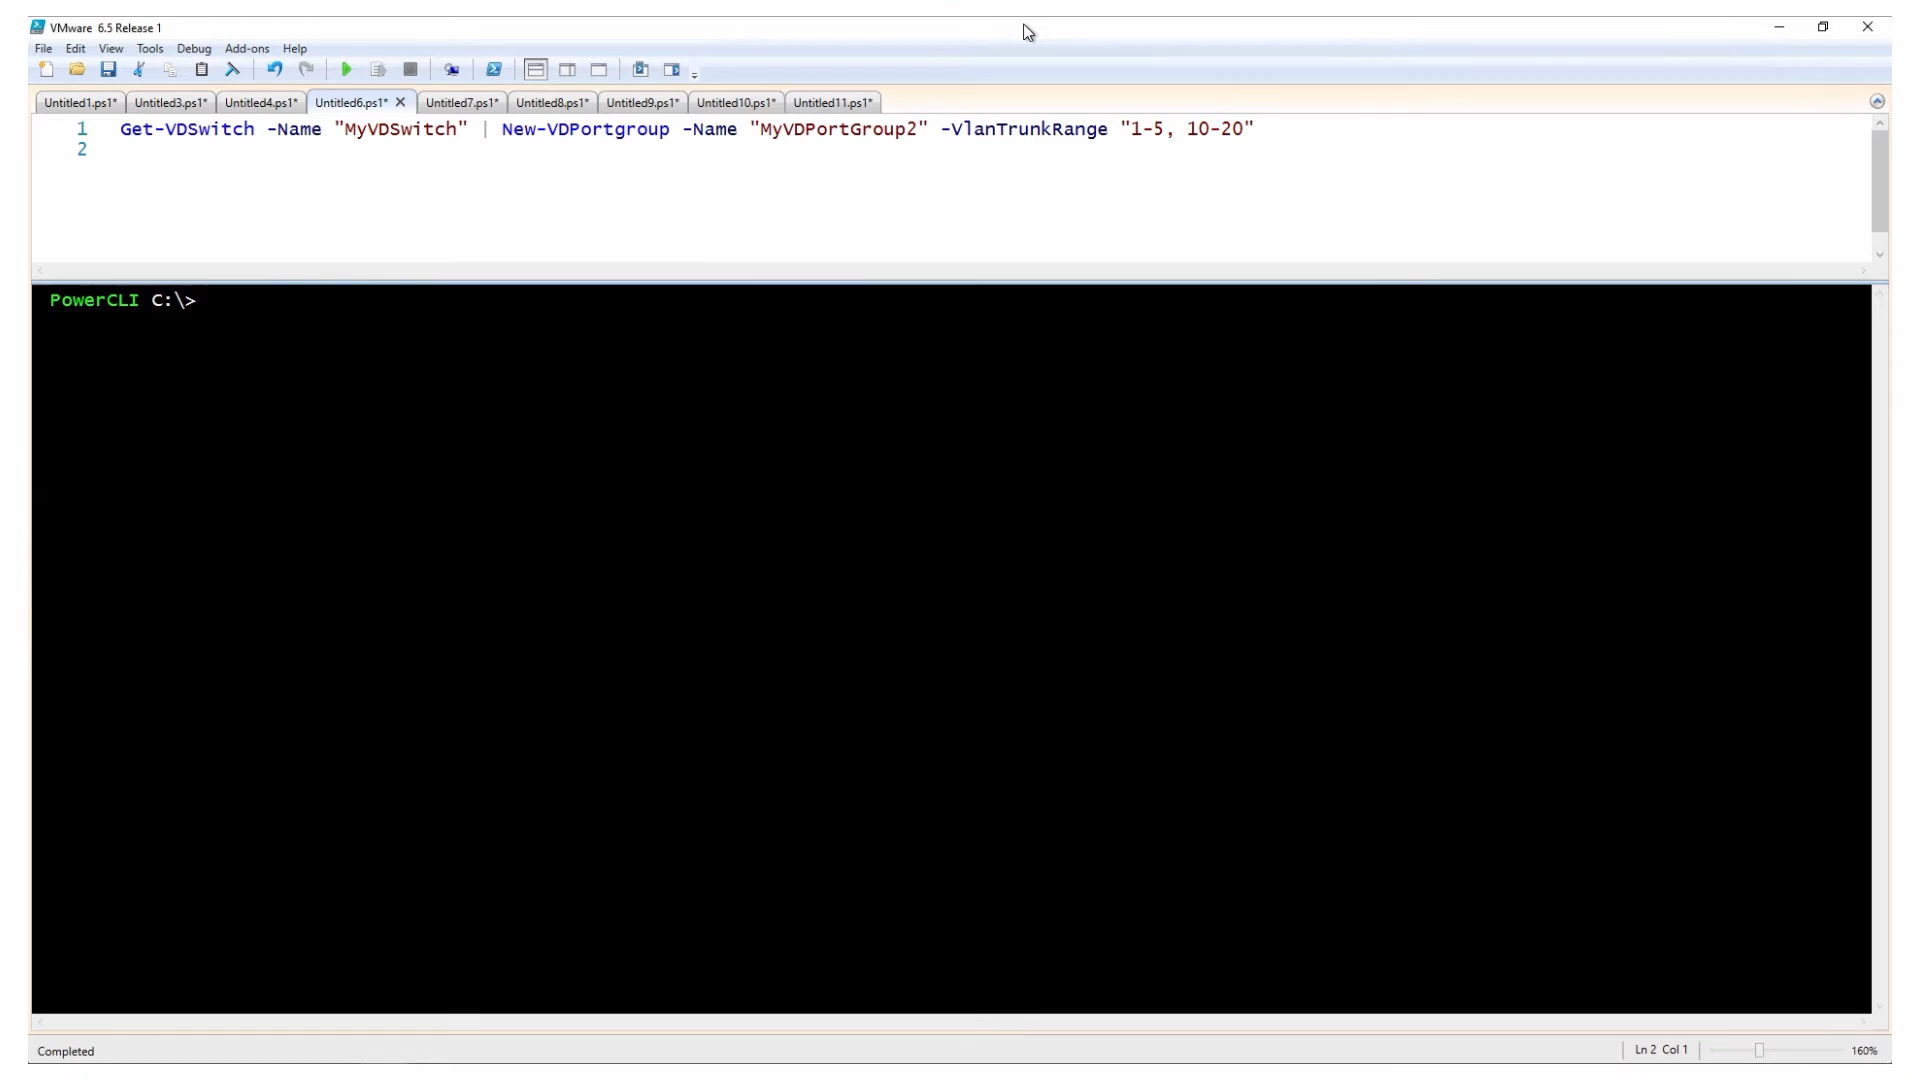 VMware 6.5 Release 1
File Edit View Tools Debug Add-ons Help
Untitled1.ps1* Untitled3.ps1* Untitled4.ps1* Untitled6.ps1* Untitled7.ps1* Untitled8.ps1* Untitled9.ps1* Untitled10.ps1* Untitled11.ps1*
1 Get-VDSwitch -Name "MyVDSwitch" | New-VDPortgroup -Name "MyVDPortGroup2" -VlanTrunkRange "1-5, 10-20"
2
PowerCLI C:\>
Completed Ln 2 Col 1 160%